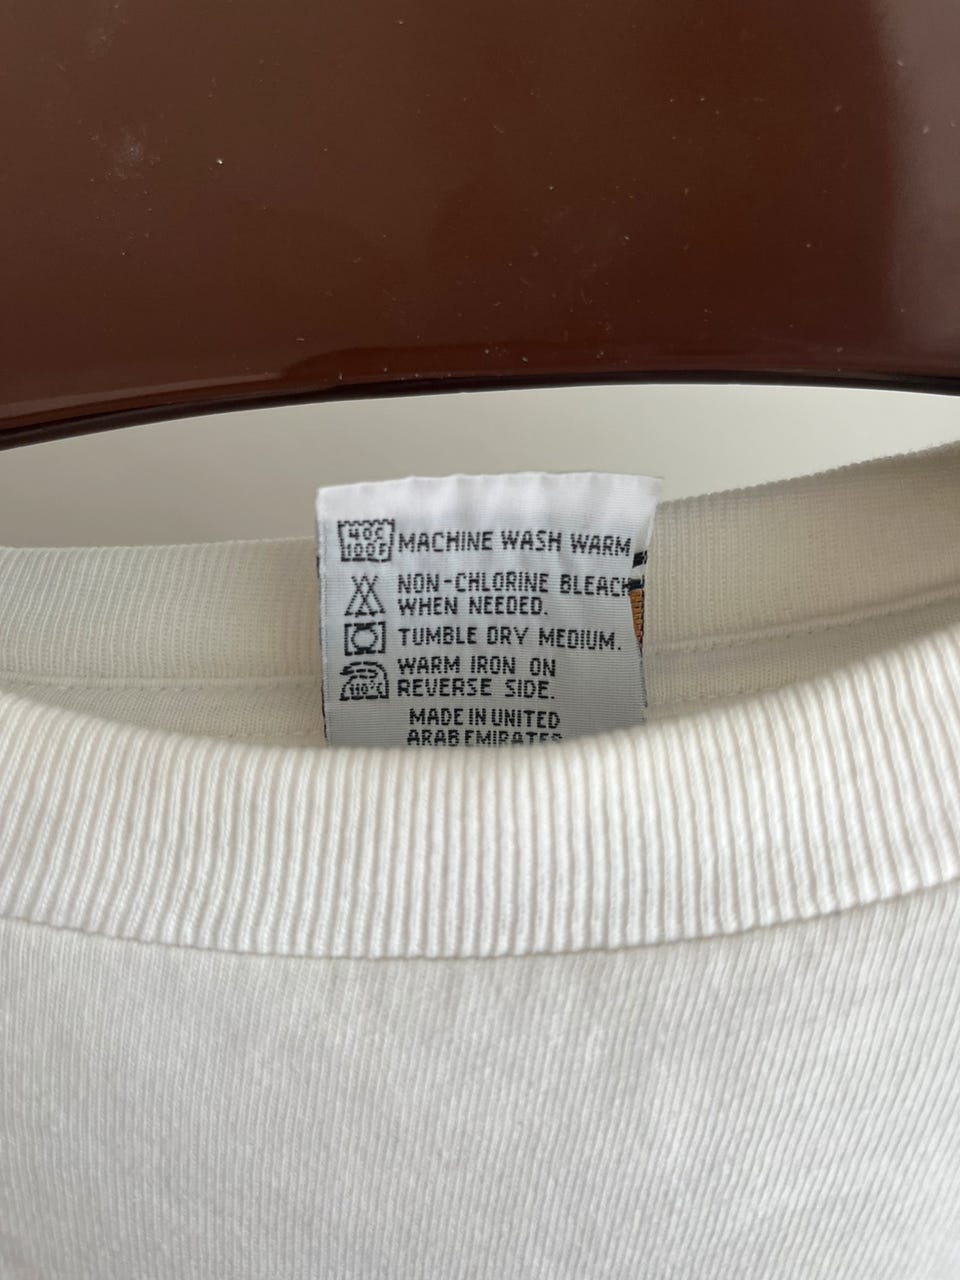 40C
100F
MACHINE WASH WARM
NON-CHLORINE BLEACH
WHEN NEEDED.
TUMBLE DRY MEDIUM.
110°C
WARM IRON ON
REVERSE SIDE.
MADE IN UNITED
ARAB EMIRATES